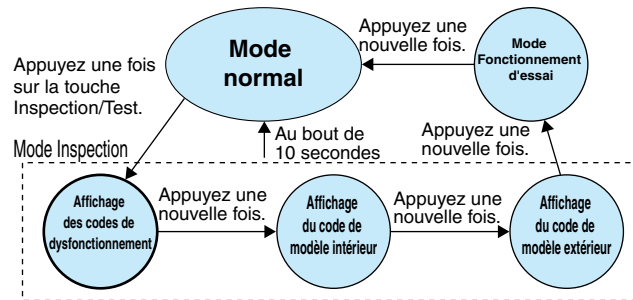 Mode
normal
Appuyez une
nouvelle fois.
Mode
Fonctionnement
d'essai
Appuyez une fois
sur la touche
Inspection/Test.
Au bout de
10 secondes
Appuyez une
nouvelle fois.
Mode Inspection
Affichage
des codes de
dysfonctionnement
Appuyez une
nouvelle fois.
Affichage
du code de
modèle intérieur
Appuyez une
nouvelle fois.
Affichage
du code de
modèle extérieur